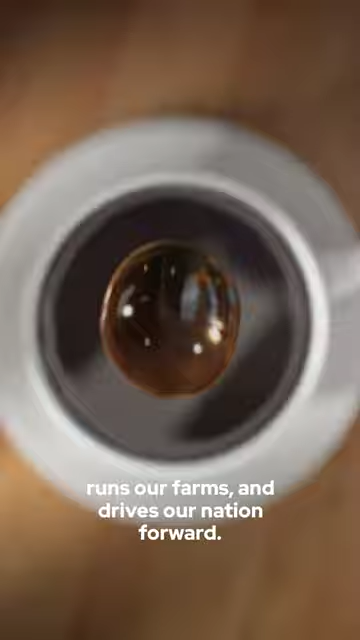 runs our farms, and
drives our nation
forward.